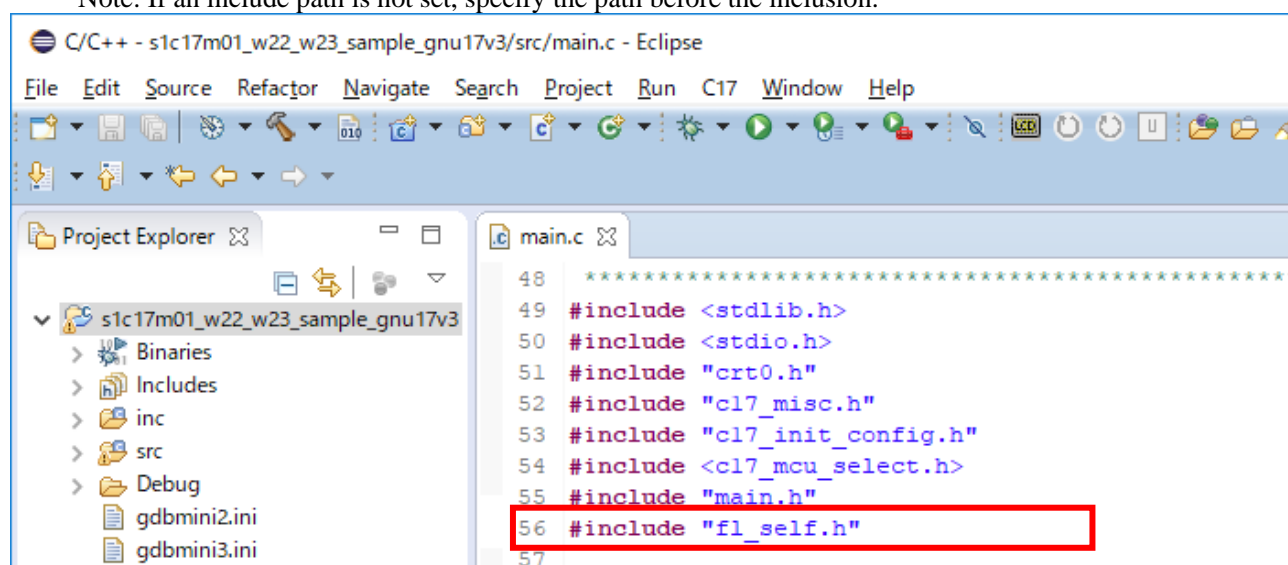 Note: If an include path is not set, specify the path before the inclusion.
C/C++ - s1c17m01_w22_w23_sample_gnu17v3/src/main.c - Eclipse
File Edit Source Refactor Navigate Search Project Run C17 Window Help
010
LCD
U
Project Explorer
main.c
48 **************************************************
49 #include <stdlib.h>
s1c17m01_w22_w23_sample_gnu17v3
50 #include <stdio.h>
Binaries
51 #include "crt0.h"
Includes
52 #include "c17_misc.h"
inc
53 #include "c17_init_config.h"
src
54 #include <c17_mcu_select.h>
Debug
55 #include "main.h"
gdbmini2.ini
56 #include "fl_self.h"
gdbmini3.ini
57